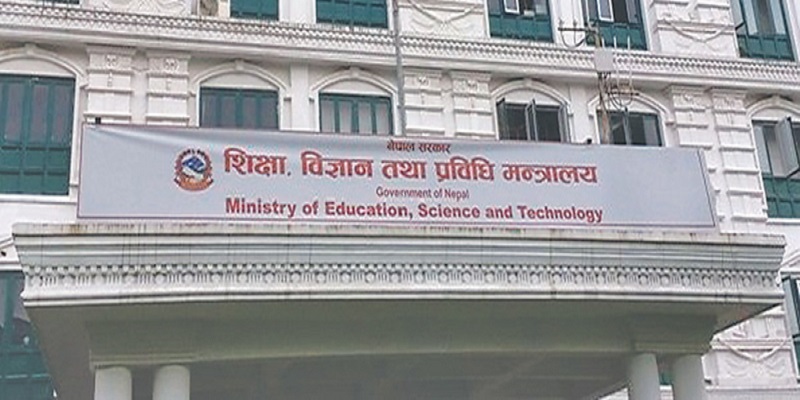 नेपाल सरकार
शिक्षा, विज्ञान तथा प्रविधि मन्त्रालय
Government of Nepal
Ministry of Education, Science and Technology